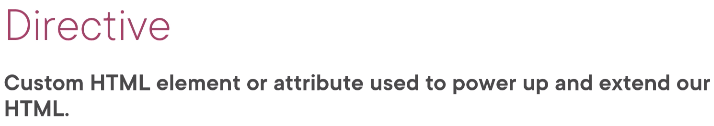 Directive
Custom HTML element or attribute used to power up and extend our
HTML.